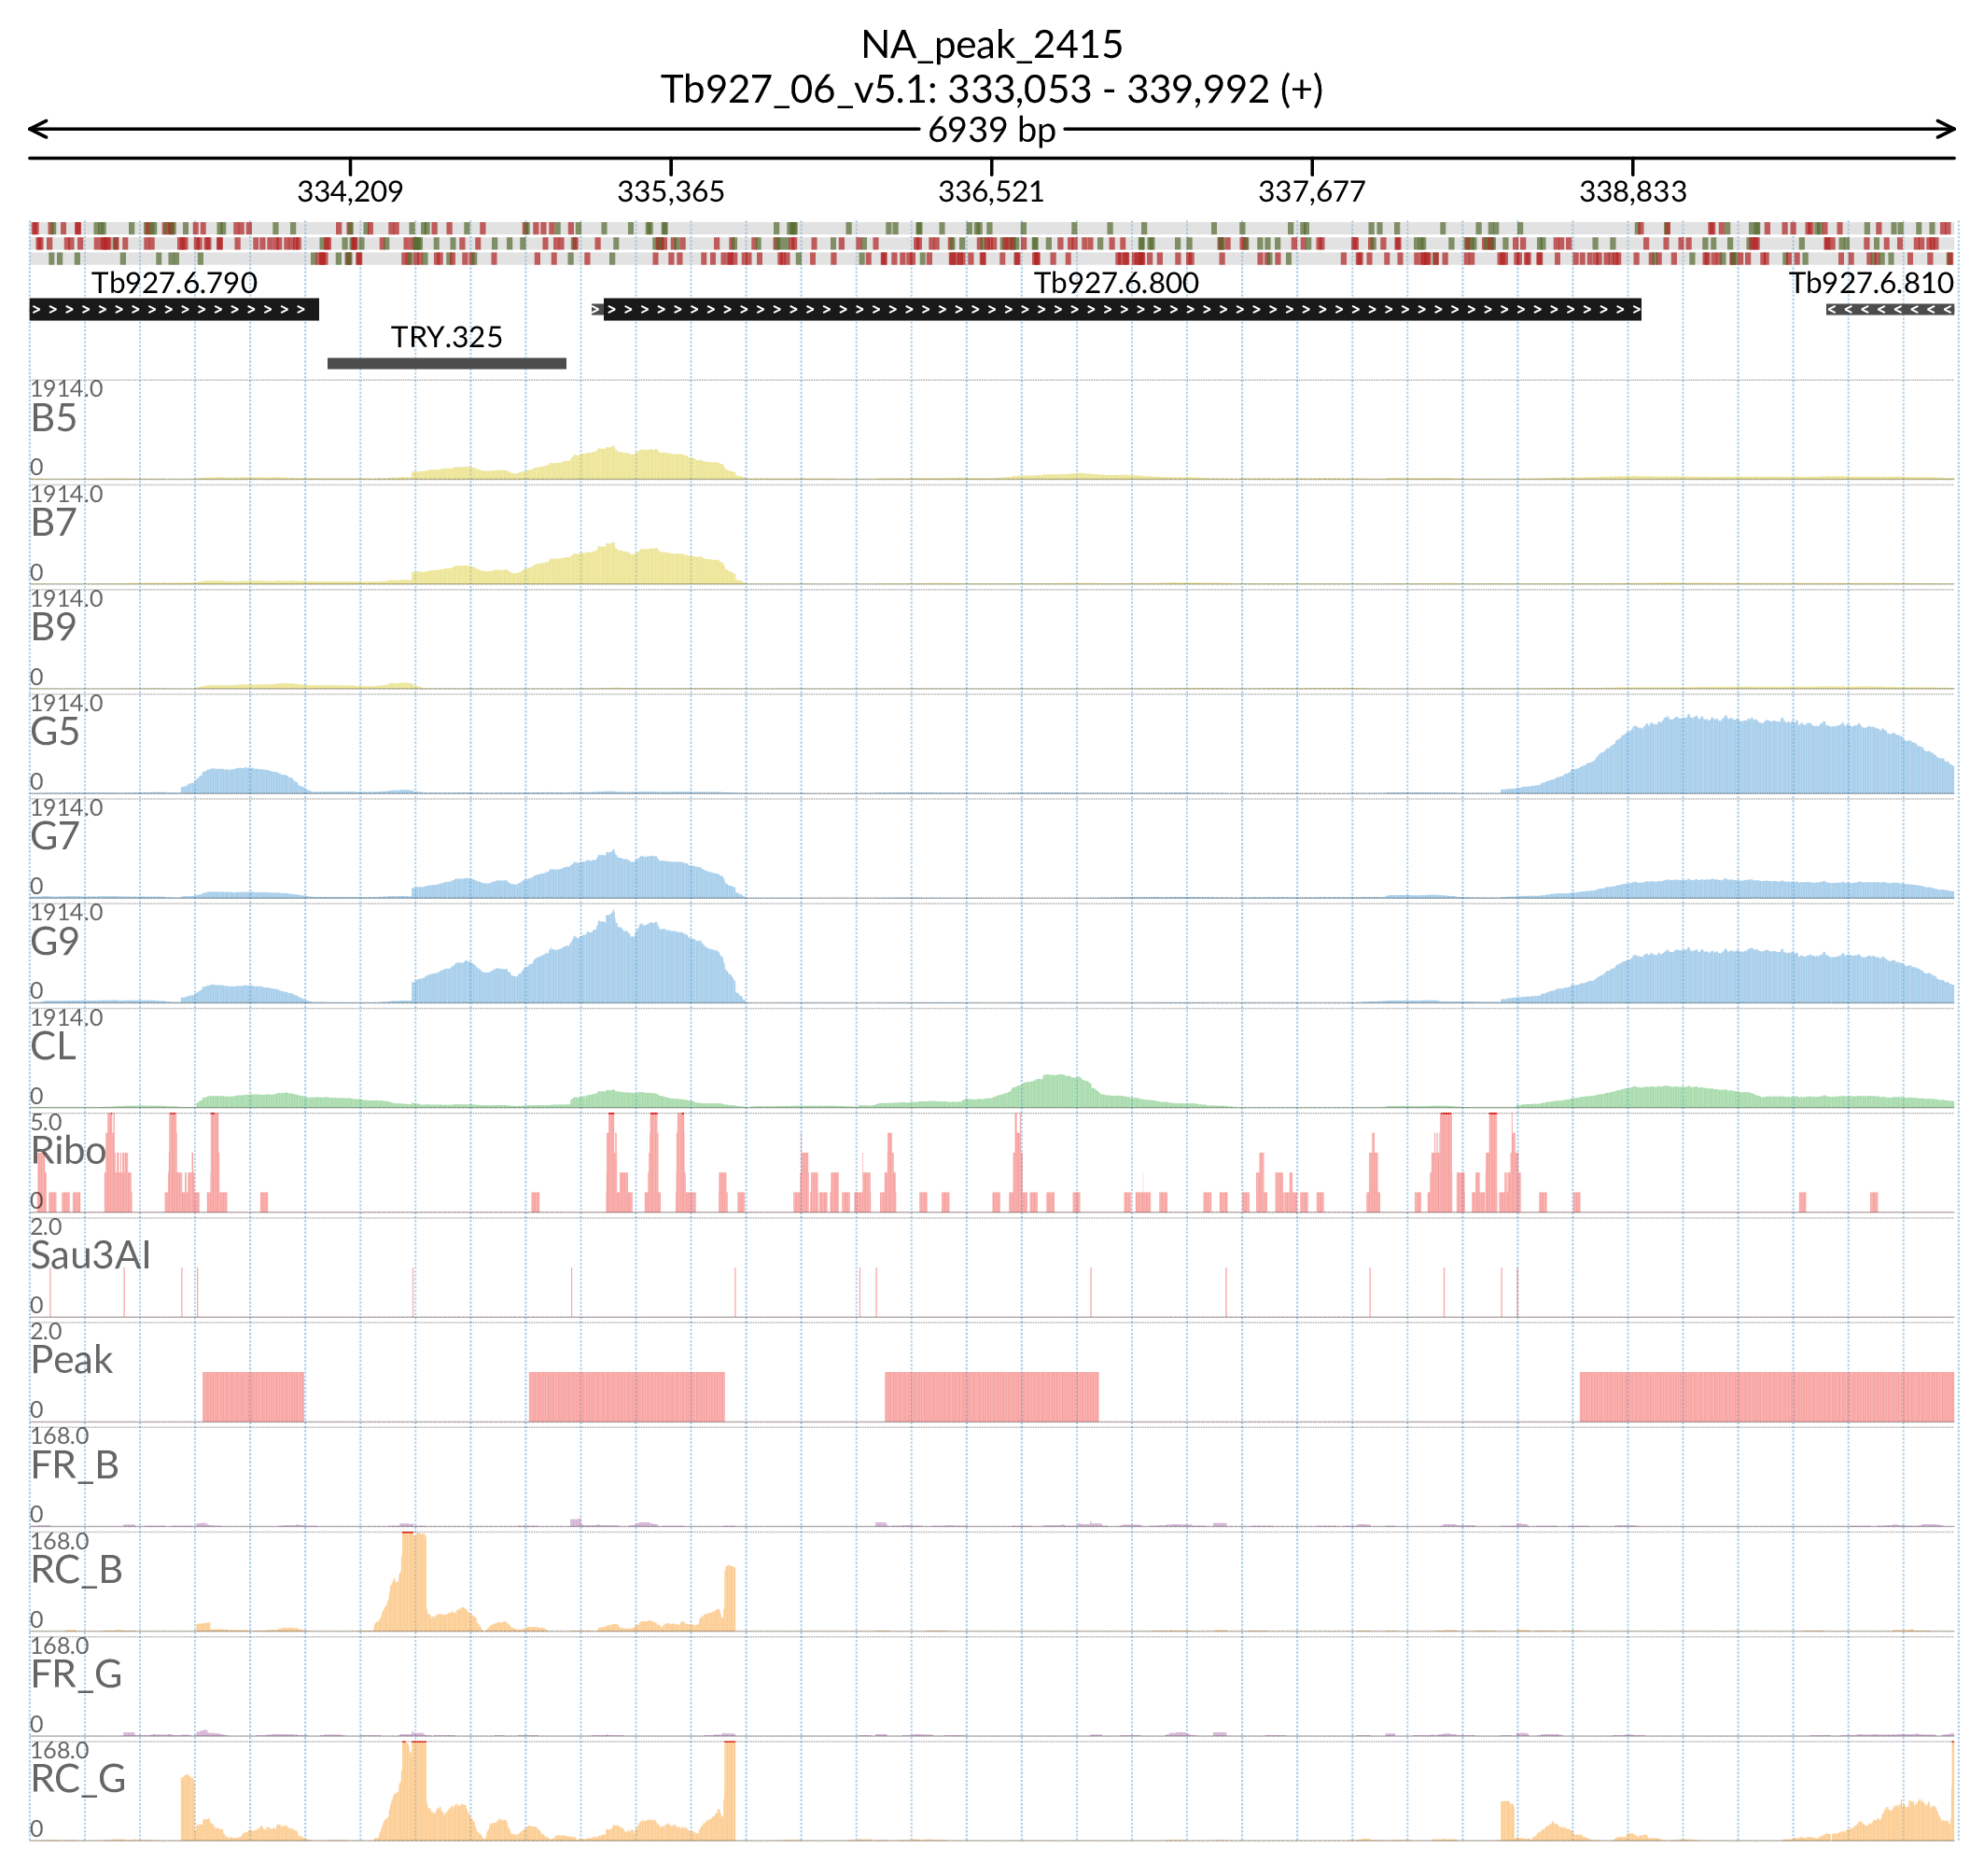 NA_peak_2415
Tb927_06_v5.1: 333,053 - 339,992 (+)
6939 bp
334,209 335,365 336,521 337,677 338,833
Tb927.6.790 Tb927.6.800 Tb927.6.810
TRY.325
1914.0
B5
0
1914.0
B7
0
1914.0
B9
0
1914.0
G5
0
1914.0
G7
0
1914.0
G9
0
1914.0
CL
0
5.0
Ribo
0
2.0
Sau3AI
0
2.0
Peak
0
168.0
FR_B
0
168.0
RC_B
0
168.0
FR_G
0
168.0
RC_G
0